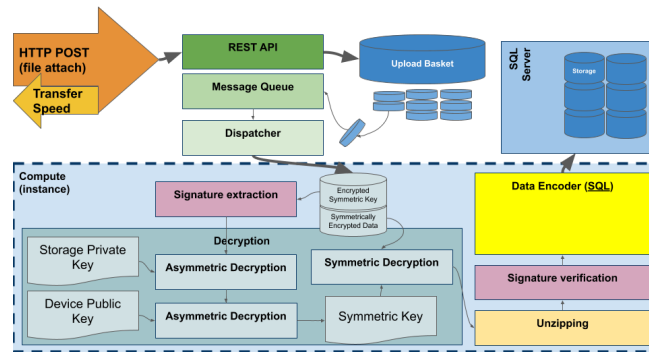 HTTP POST
(file attach)
Transfer
Speed
REST API
Message Queue
Dispatcher
Upload Basket
SQL
Server
Storage
Compute
(instance)
Signature extraction
Encrypted
Symmetric Key
Symmetrically
Encrypted Data
Data Encoder (SQL)
Decryption
Storage Private
Key
Asymmetric Decryption
Symmetric Decryption
Signature verification
Device Public
Key
Asymmetric Decryption
Symmetric Key
Unzipping